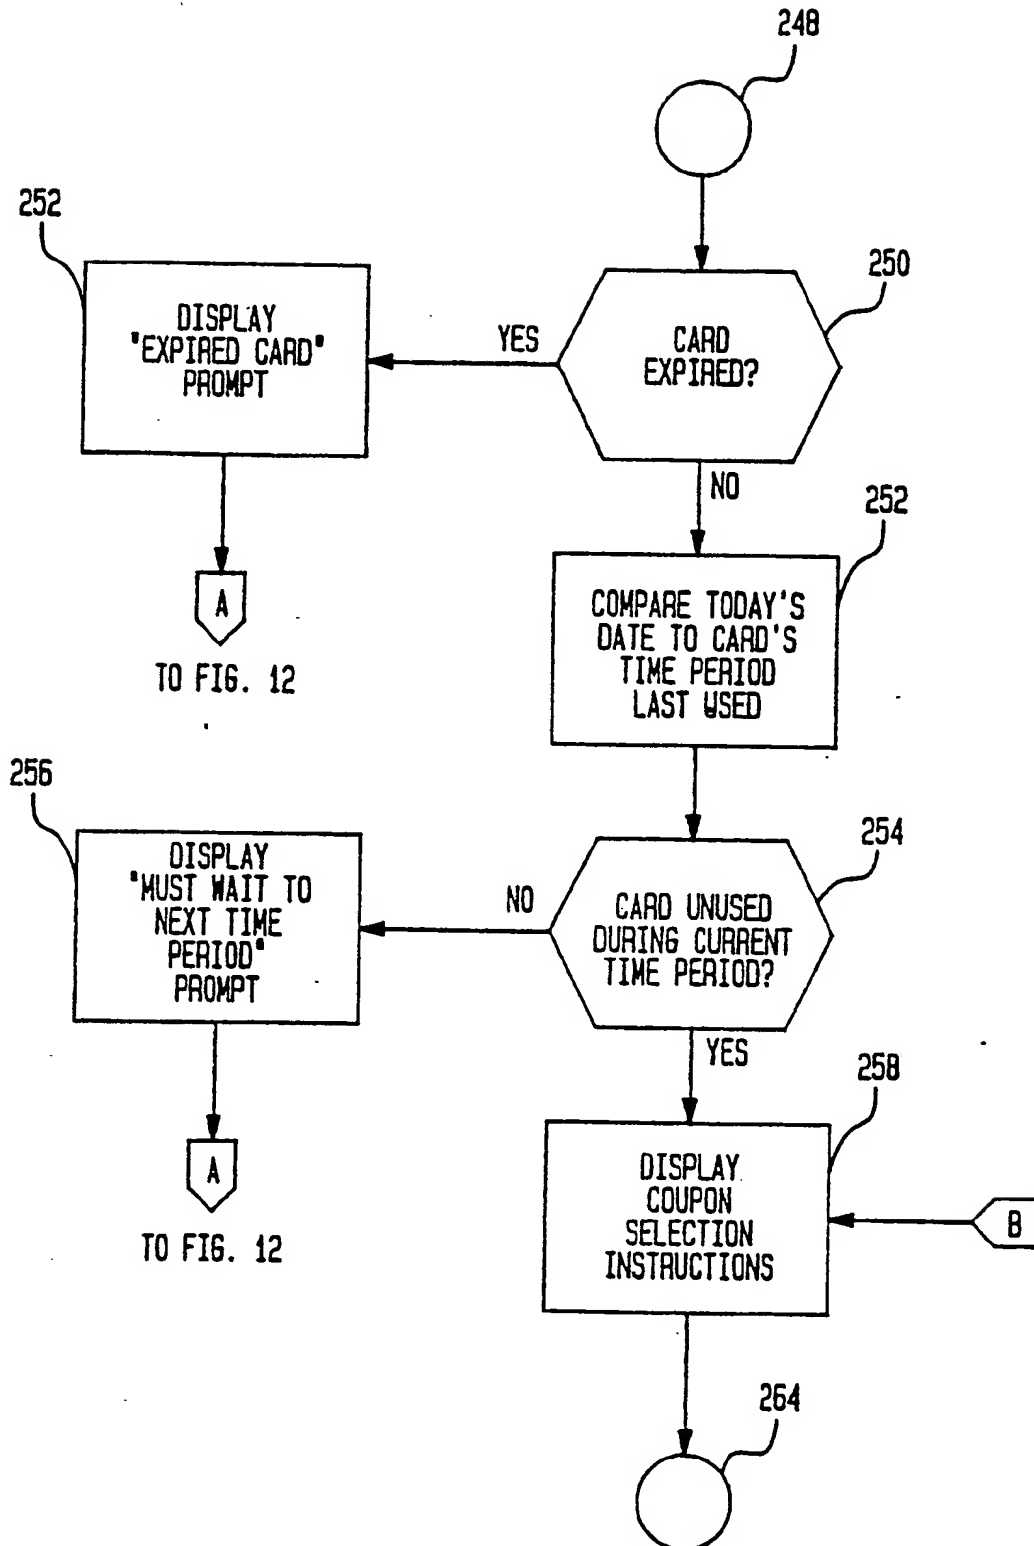 248
252
250
DISPLAY
"EXPIRED CARD"
PROMPT
YES
CARD
EXPIRED?
NO
252
A
TO FIG. 12
COMPARE TODAY'S
DATE TO CARD'S
TIME PERIOD
LAST USED
256
254
DISPLAY
"MUST WAIT TO
NEXT TIME
PERIOD"
PROMPT
NO
CARD UNUSED
DURING CURRENT
TIME PERIOD?
YES
258
A
TO FIG. 12
DISPLAY
COUPON
SELECTION
INSTRUCTIONS
B
264